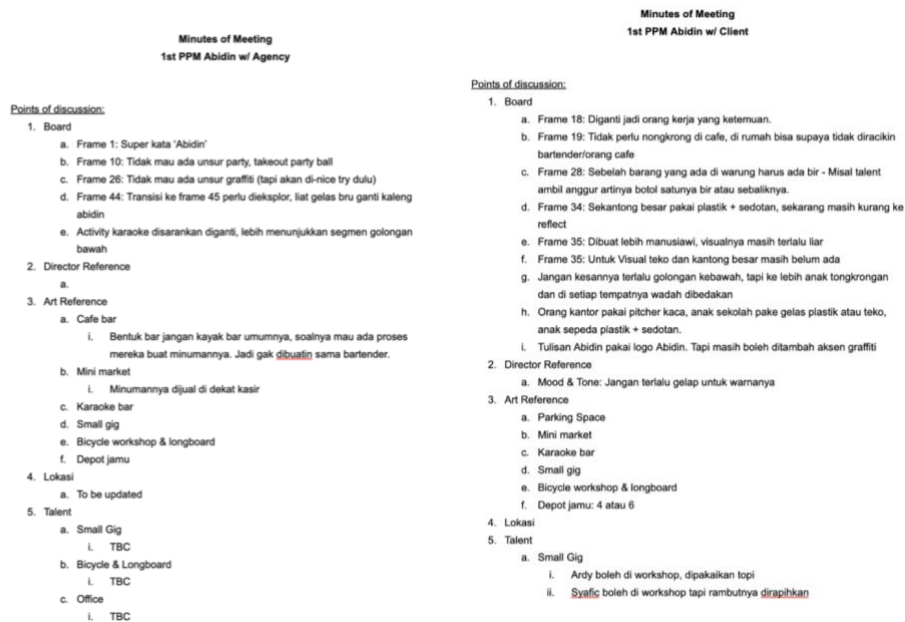 Minutes of Meeting
1st PPM Abidin w/ Agency
Points of discussion:
1. Board
a. Frame 1: Super kata 'Abidin'
b. Frame 10: Tidak mau ada unsur party, takeout party ball
c. Frame 26: Tidak mau ada unsur graffiti (tapi akan di-nice try dulu)
d. Frame 44: Transisi ke frame 45 perlu dieksplor, liat gelas bru ganti kaleng
abidin
e. Activity karaoke disarankan diganti, lebih menunjukkan segmen golongan
bawah
2. Director Reference
a.
3. Art Reference
a. Cafe bar
i. Bentuk bar jangan kayak bar umumnya, soalnya mau ada proses
mereka buat minumannya. Jadi gak dibuatin sama bartender.
b. Mini market
i. Minumannya dijual di dekat kasir
c. Karaoke bar
d. Small gig
e. Bicycle workshop & longboard
f. Depot jamu
4. Lokasi
a. To be updated
5. Talent
a. Small Gig
i. TBC
b. Bicycle & Longboard
i. TBC
c. Office
i. TBC
Minutes of Meeting
1st PPM Abidin w/ Client
Points of discussion:
1. Board
a. Frame 18: Diganti jadi orang kerja yang ketemuan.
b. Frame 19: Tidak perlu nongkrong di cafe, di rumah bisa supaya tidak diracikin
bartender/orang cafe
c. Frame 28: Sebelah barang yang ada di warung harus ada bir - Misal talent
ambil anggur artinya botol satunya bir atau sebaliknya.
d. Frame 34: Sekantong besar pakai plastik + sedotan, sekarang masih kurang ke
reflect
e. Frame 35: Dibuat lebih manusiawi, visualnya masih terlalu liar
f. Frame 35: Untuk Visual teko dan kantong besar masih belum ada
g. Jangan kesannya terlalu golongan kebawah, tapi ke lebih anak tongkrongan
dan di setiap tempatnya wadah dibedakan
h. Orang kantor pakai pitcher kaca, anak sekolah pake gelas plastik atau teko,
anak sepeda plastik + sedotan.
i. Tulisan Abidin pakai logo Abidin. Tapi masih boleh ditambah aksen graffiti
2. Director Reference
a. Mood & Tone: Jangan terlalu gelap untuk warnanya
3. Art Reference
a. Parking Space
b. Mini market
c. Karaoke bar
d. Small gig
e. Bicycle workshop & longboard
f. Depot jamu: 4 atau 6
4. Lokasi
5. Talent
a. Small Gig
i. Ardy boleh di workshop, dipakaikan topi
ii. Syafic boleh di workshop tapi rambutnya dirapihkan